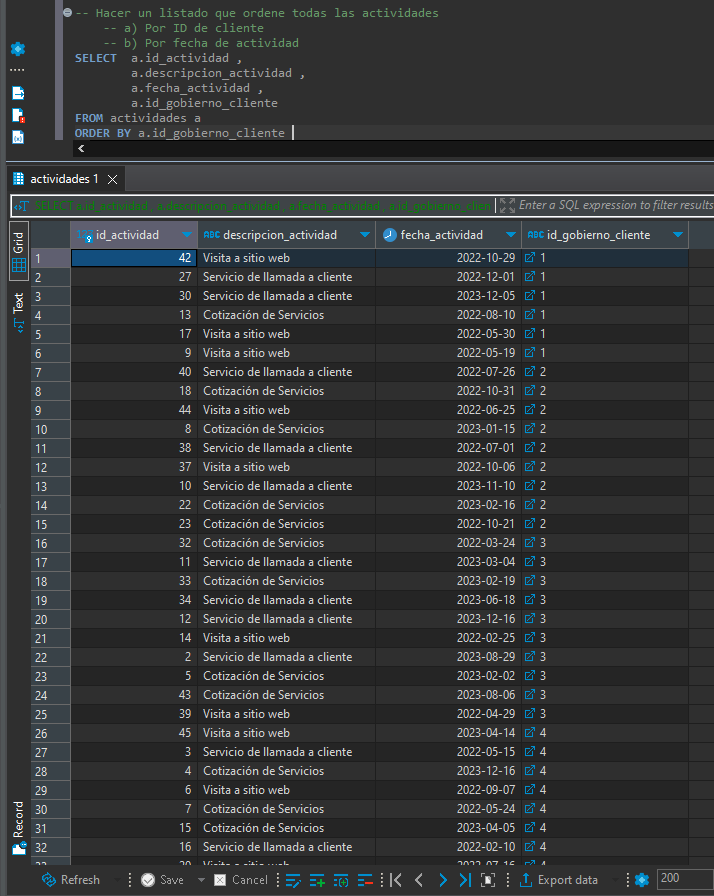 -- Hacer un listado que ordene todas las actividades
-- a) Por ID de cliente
-- b) Por fecha de actividad
SELECT a.id_actividad ,
a.descripcion_actividad ,
a.fecha_actividad ,
a.id_gobierno_cliente
FROM actividades a
ORDER BY a.id_gobierno_cliente
actividades 1
SELECT a.id_actividad , a.descripcion_actividad , a.fecha_actividad , a.id_gobierno_clien
Enter a SQL expression to filter results
Grid
Text
Record
123 id_actividad ABC descripcion_actividad fecha_actividad ABC id_gobierno_cliente
1 42 Visita a sitio web 2022-10-29 1
2 27 Servicio de llamada a cliente 2022-12-01 1
3 30 Servicio de llamada a cliente 2023-12-05 1
4 13 Cotización de Servicios 2022-08-10 1
5 17 Visita a sitio web 2022-05-30 1
6 9 Visita a sitio web 2022-05-19 1
7 40 Servicio de llamada a cliente 2022-07-26 2
8 18 Cotización de Servicios 2022-10-31 2
9 44 Visita a sitio web 2022-06-25 2
10 8 Cotización de Servicios 2023-01-15 2
11 38 Servicio de llamada a cliente 2022-07-01 2
12 37 Visita a sitio web 2022-10-06 2
13 10 Servicio de llamada a cliente 2023-11-10 2
14 22 Cotización de Servicios 2023-02-16 2
15 23 Cotización de Servicios 2022-10-21 2
16 32 Cotización de Servicios 2022-03-24 3
17 11 Servicio de llamada a cliente 2023-03-04 3
18 33 Cotización de Servicios 2023-02-19 3
19 34 Servicio de llamada a cliente 2023-06-18 3
20 12 Servicio de llamada a cliente 2023-12-16 3
21 14 Visita a sitio web 2022-02-25 3
22 2 Servicio de llamada a cliente 2023-08-29 3
23 5 Cotización de Servicios 2023-02-02 3
24 43 Cotización de Servicios 2023-08-06 3
25 39 Visita a sitio web 2022-04-29 3
26 45 Visita a sitio web 2023-04-14 4
27 3 Servicio de llamada a cliente 2022-05-15 4
28 4 Cotización de Servicios 2023-12-16 4
29 6 Visita a sitio web 2022-09-07 4
30 7 Cotización de Servicios 2022-05-24 4
31 15 Cotización de Servicios 2023-04-05 4
32 16 Servicio de llamada a cliente 2022-02-10 4
Refresh Save Cancel Export data 200